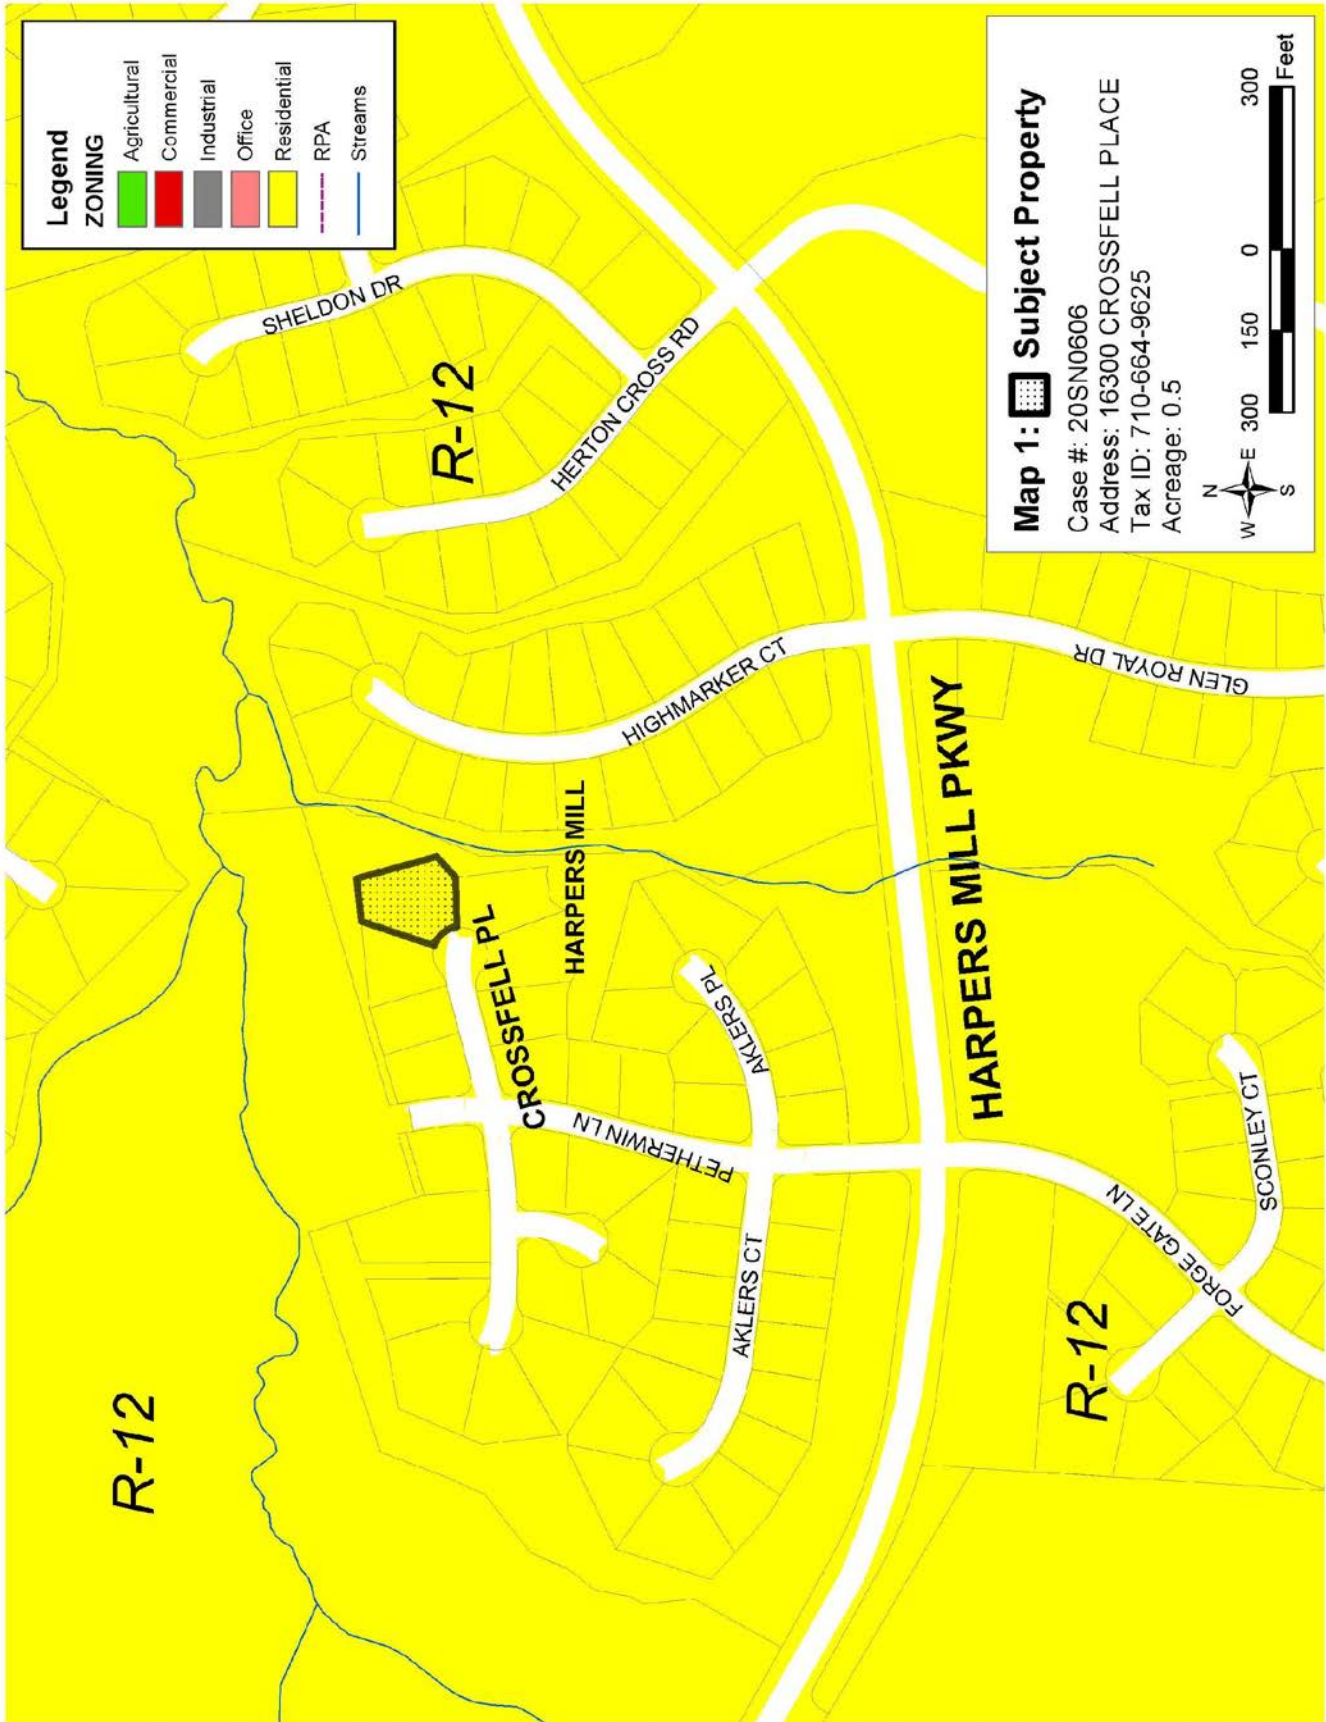 Legend
ZONING
Agricultural
Commercial
Industrial
Office
Residential
RPA
Streams
R-12
SHELDON DR
R-12
HERTON CROSS RD
HIGHMARKER CT
HARPERS MILL
CROSSFELL PL
PETHERWIN LN
AKLERS PL
AKLERS CT
HARPERS MILL PKWY
GLEN ROYAL DR
FORGE GATE LN
SCONLEY CT
R-12
Map 1: Subject Property
Case #: 20SN0606
Address: 16300 CROSSFELL PLACE
Tax ID: 710-664-9625
Acreage: 0.5
N
W E
S
300 150 0 300
Feet